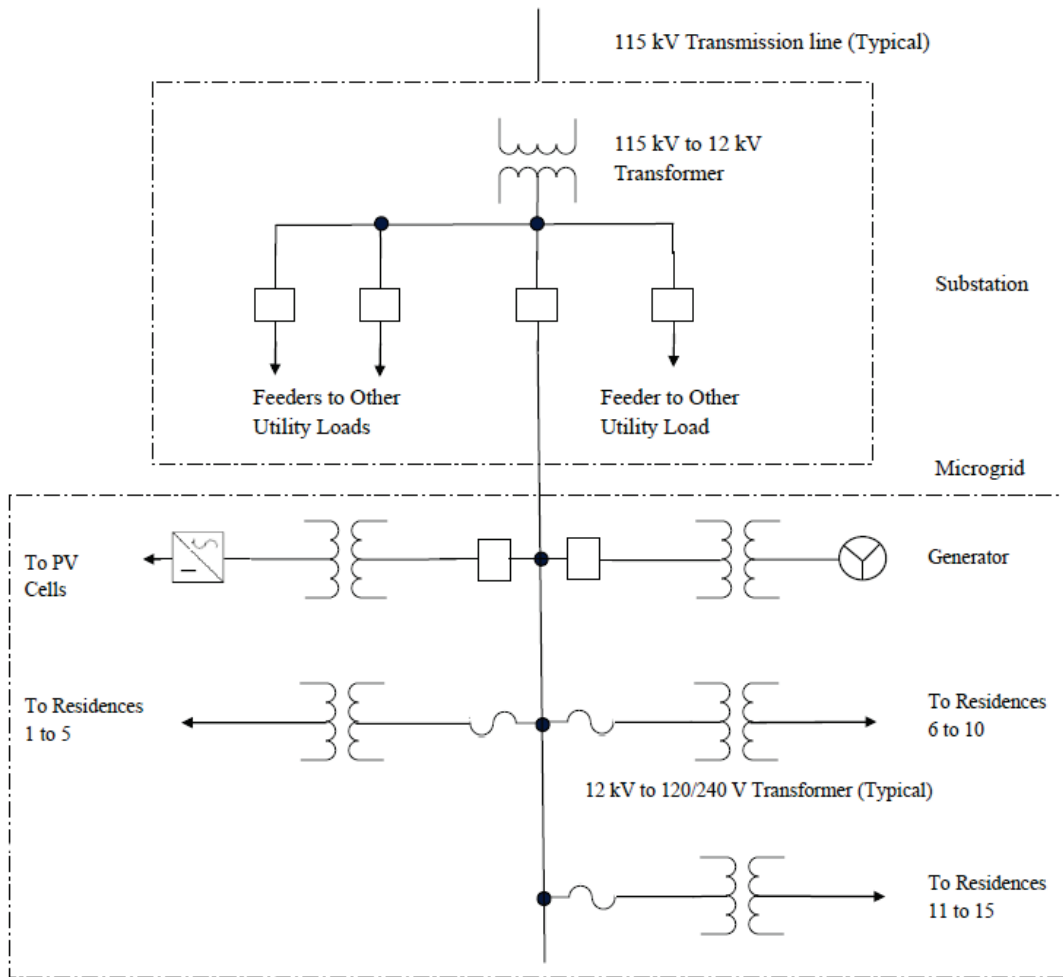 115 kV Transmission line (Typical)
115 kV to 12 kV
Transformer
Substation
Feeders to Other
Utility Loads
Feeder to Other
Utility Load
Microgrid
To PV
Cells
Generator
To Residences
1 to 5
To Residences
6 to 10
12 kV to 120/240 V Transformer (Typical)
To Residences
11 to 15